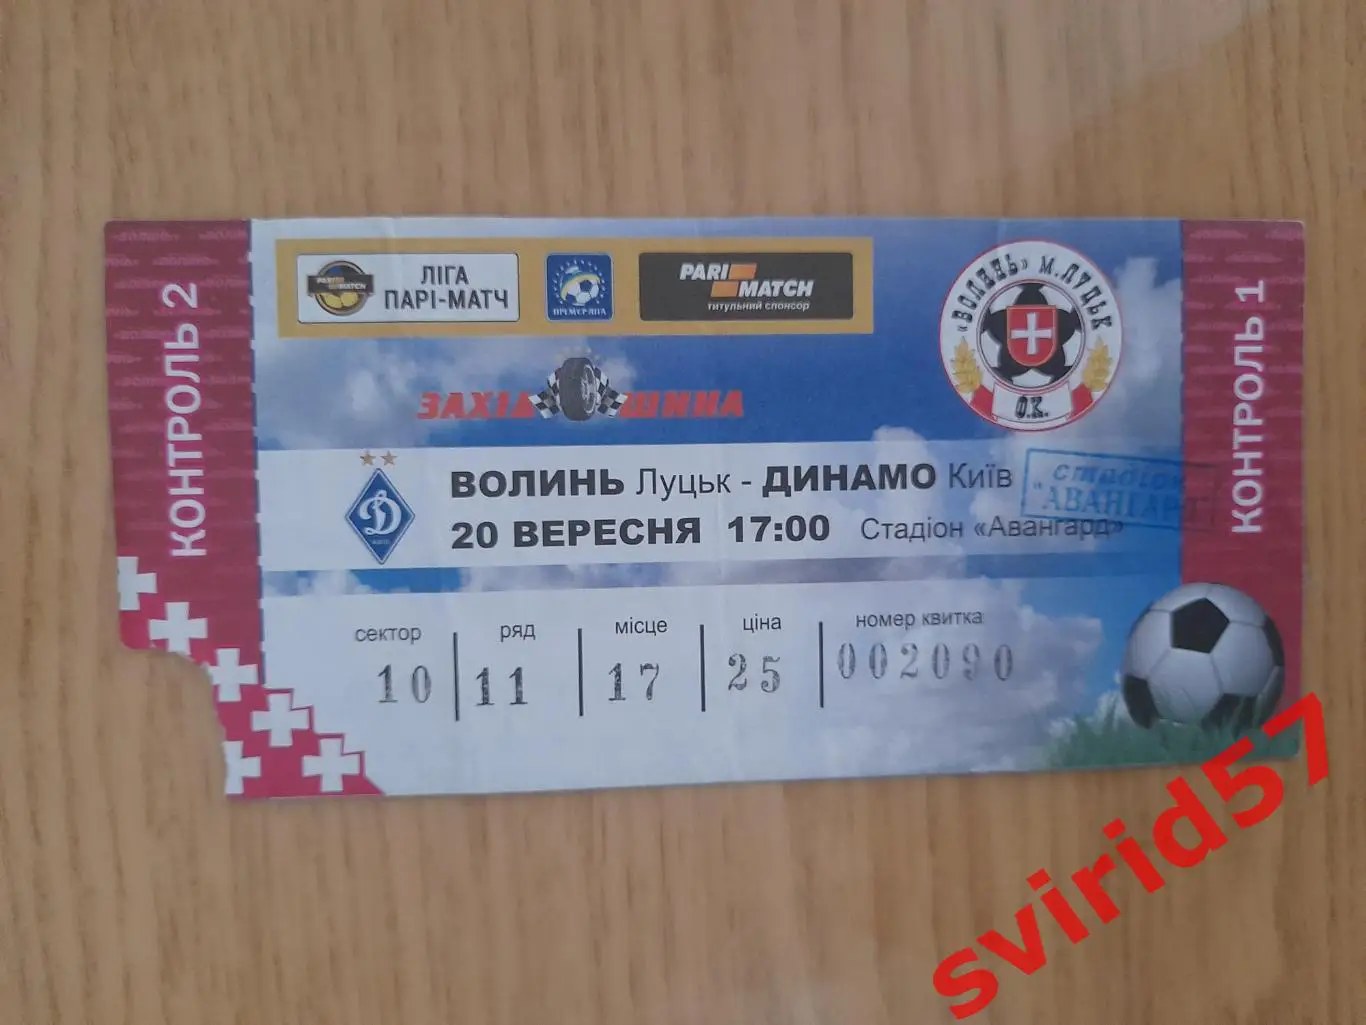 КОНТРОЛЬ 2
PARI MATCH
ЛІГА
ПАРІ-МАТЧ
ПРЕМ'ЄР-ЛІГА
PARI
MATCH
титульний спонсор
«ВОЛИНЬ» М.ЛУЦЬК
О.К.
ЗАХІД ШИНА
ВОЛИНЬ Луцьк - ДИНАМО Київ
20 ВЕРЕСНЯ 17:00 Стадіон «Авангард»
стадіон
"АВАНГАРД
сектор ряд місце ціна номер квитка
10 11 17 25 002090
КОНТРОЛЬ 1
svirid57